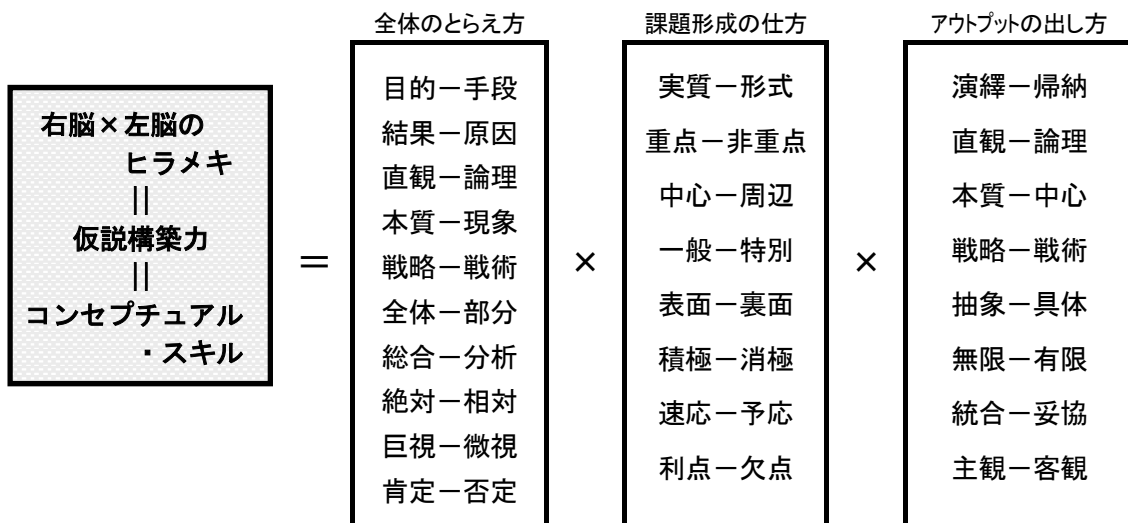 右脳×左脳の
ヒラメキ
||
仮説構築力
||
コンセプチュアル
・スキル
＝
全体のとらえ方
目的－手段
結果－原因
直観－論理
本質－現象
戦略－戦術
全体－部分
総合－分析
絶対－相対
巨視－微視
肯定－否定
×
課題形成の仕方
実質－形式
重点－非重点
中心－周辺
一般－特別
表面－裏面
積極－消極
速応－予応
利点－欠点
×
アウトプットの出し方
演繹－帰納
直観－論理
本質－中心
戦略－戦術
抽象－具体
無限－有限
統合－妥協
主観－客観